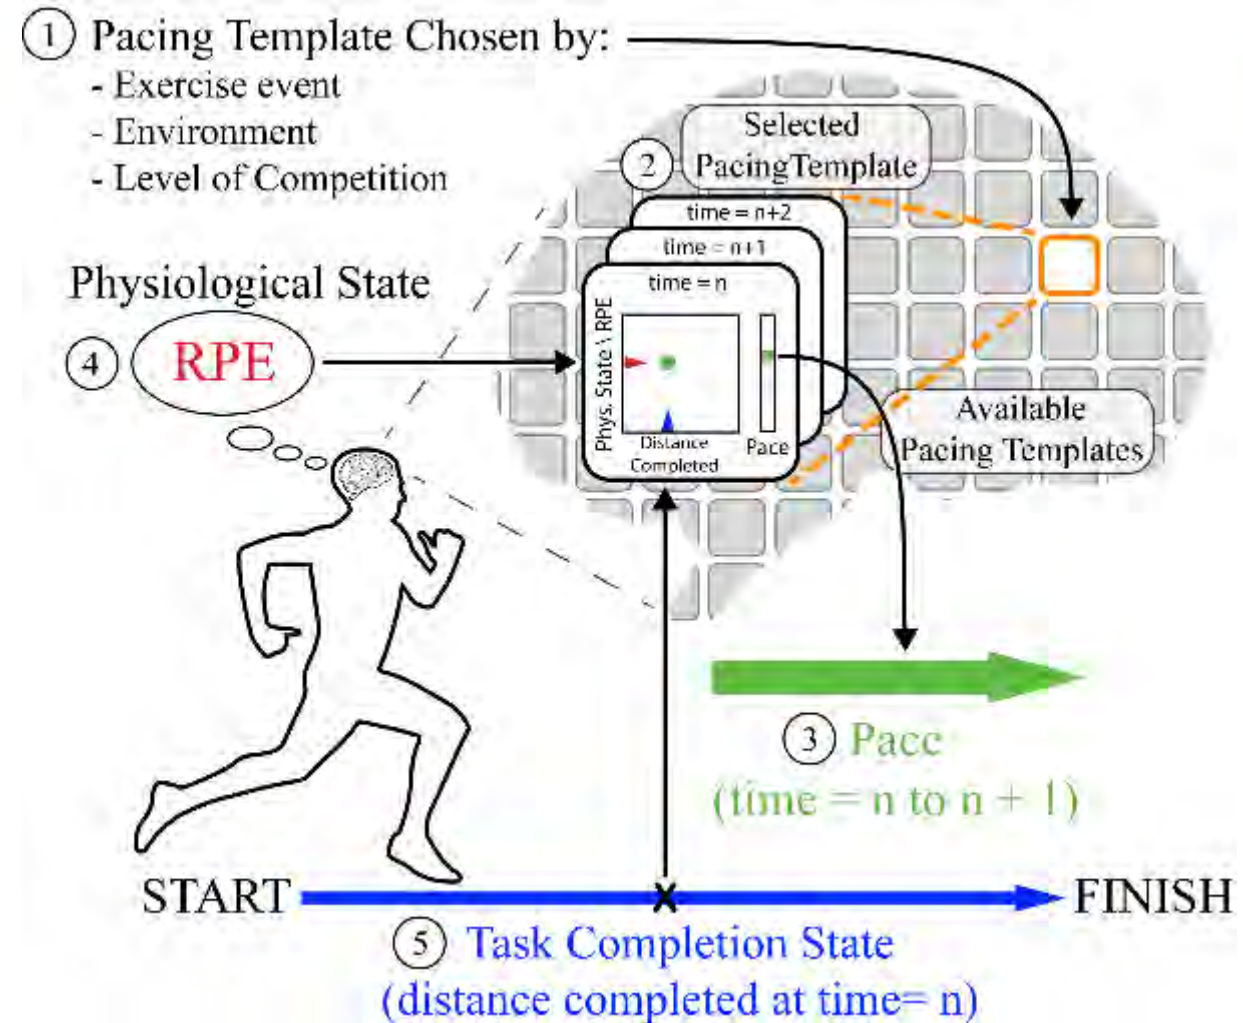 1 Pacing Template Chosen by:
- Exercise event
- Environment
- Level of Competition
2
Selected
PacingTemplate
time = n+2
time = n+1
time = n
Phys. State \ RPE
Distance
Completed
Pace
Physiological State
4 RPE
Available
Pacing Templates
3 Pace
(time = n to n + 1)
START
FINISH
5 Task Completion State
(distance completed at time= n)